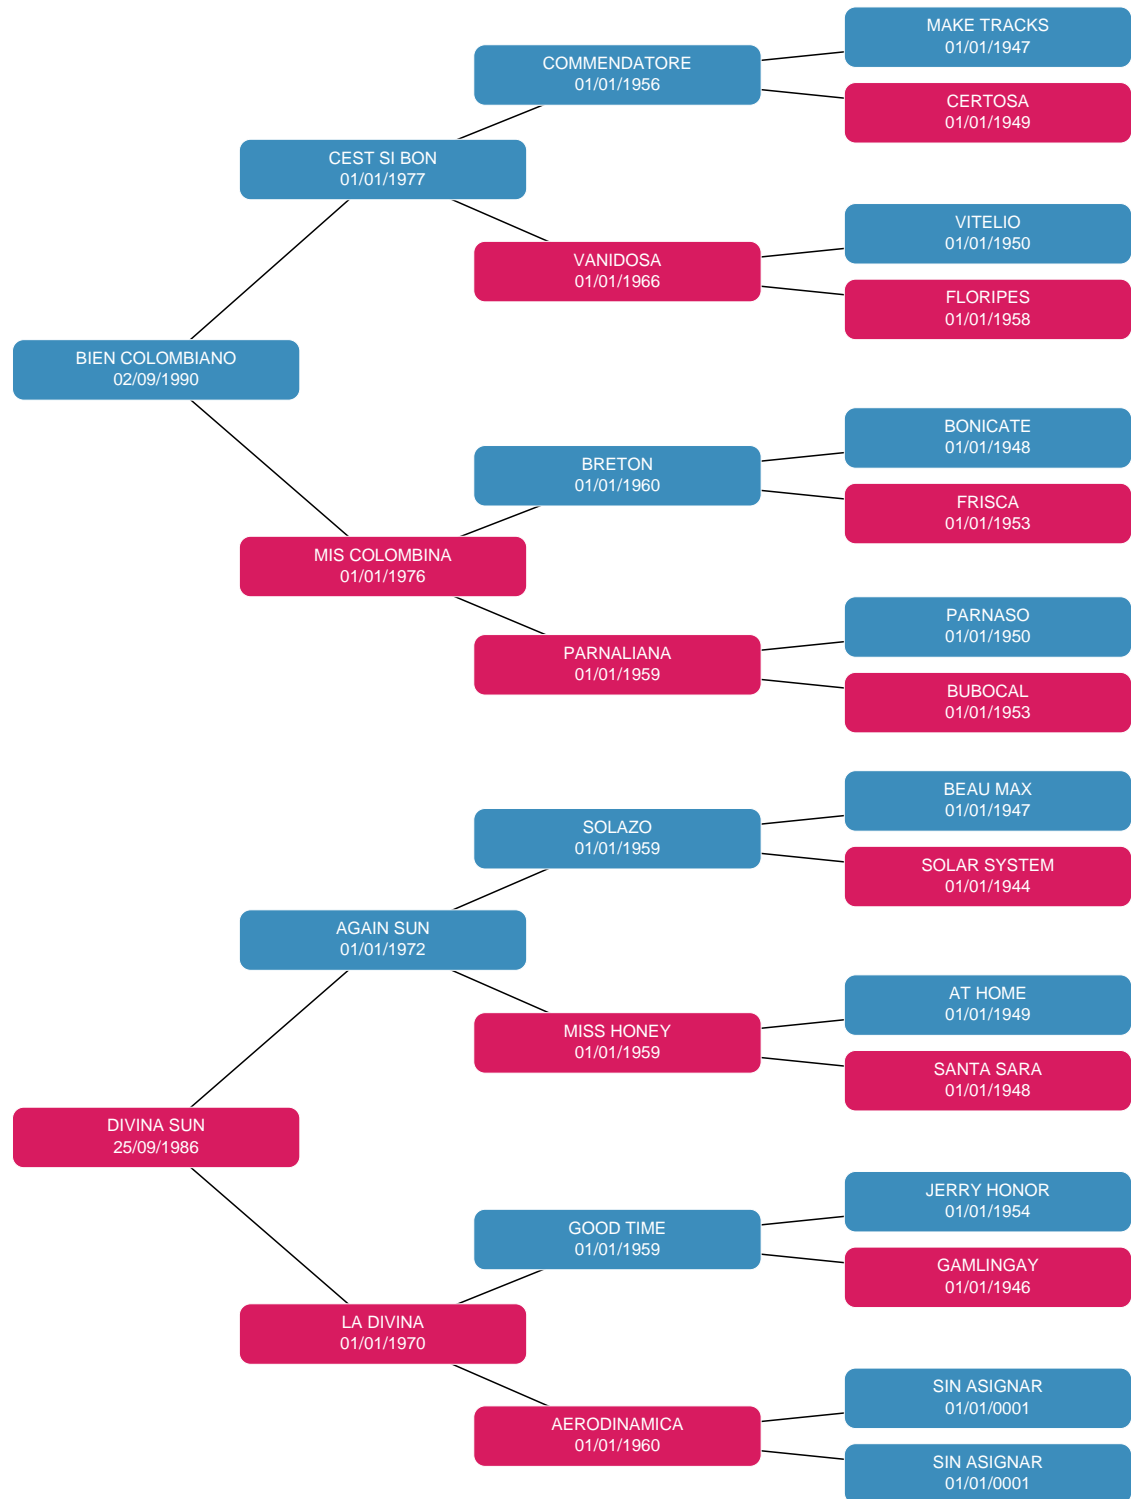 MAKE TRACKS
01/01/1947
COMMENDATORE
01/01/1956
CERTOSA
01/01/1949
CEST SI BON
01/01/1977
VITELIO
01/01/1950
VANIDOSA
01/01/1966
FLORIPES
01/01/1958
BIEN COLOMBIANO
02/09/1990
BONICATE
01/01/1948
BRETON
01/01/1960
FRISCA
01/01/1953
MIS COLOMBINA
01/01/1976
PARNASO
01/01/1950
PARNALIANA
01/01/1959
BUBOCAL
01/01/1953
BEAU MAX
01/01/1947
SOLAZO
01/01/1959
SOLAR SYSTEM
01/01/1944
AGAIN SUN
01/01/1972
AT HOME
01/01/1949
MISS HONEY
01/01/1959
SANTA SARA
01/01/1948
DIVINA SUN
25/09/1986
JERRY HONOR
01/01/1954
GOOD TIME
01/01/1959
GAMLINGAY
01/01/1946
LA DIVINA
01/01/1970
SIN ASIGNAR
01/01/0001
AERODINAMICA
01/01/1960
SIN ASIGNAR
01/01/0001